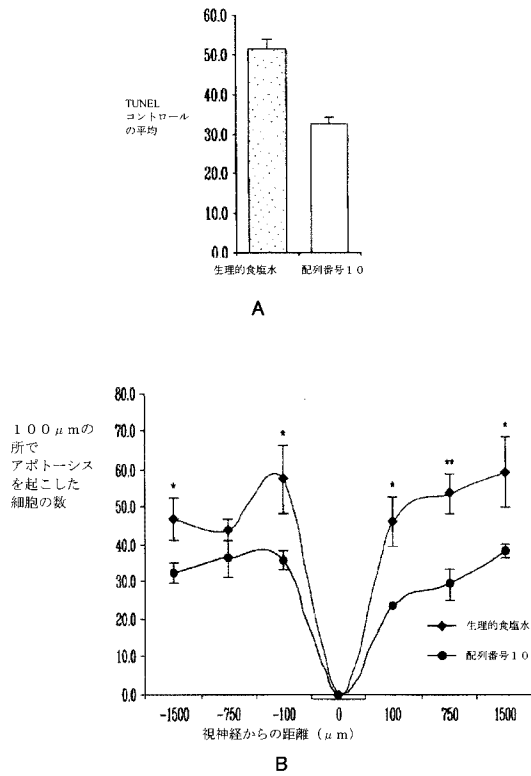 60.0
50.0
40.0
30.0
20.0
10.0
0.0
TUNEL
コントロール
の平均
生理的食塩水 配列番号10
A
80.0
70.0
60.0
50.0
40.0
30.0
20.0
10.0
0.0
100μmの
所で
アポトーシス
を起こした
細胞の数
* * * ** *
生理的食塩水
配列番号10
-1500 -750 -100 0 100 750 1500
視神経からの距離(μm)
B